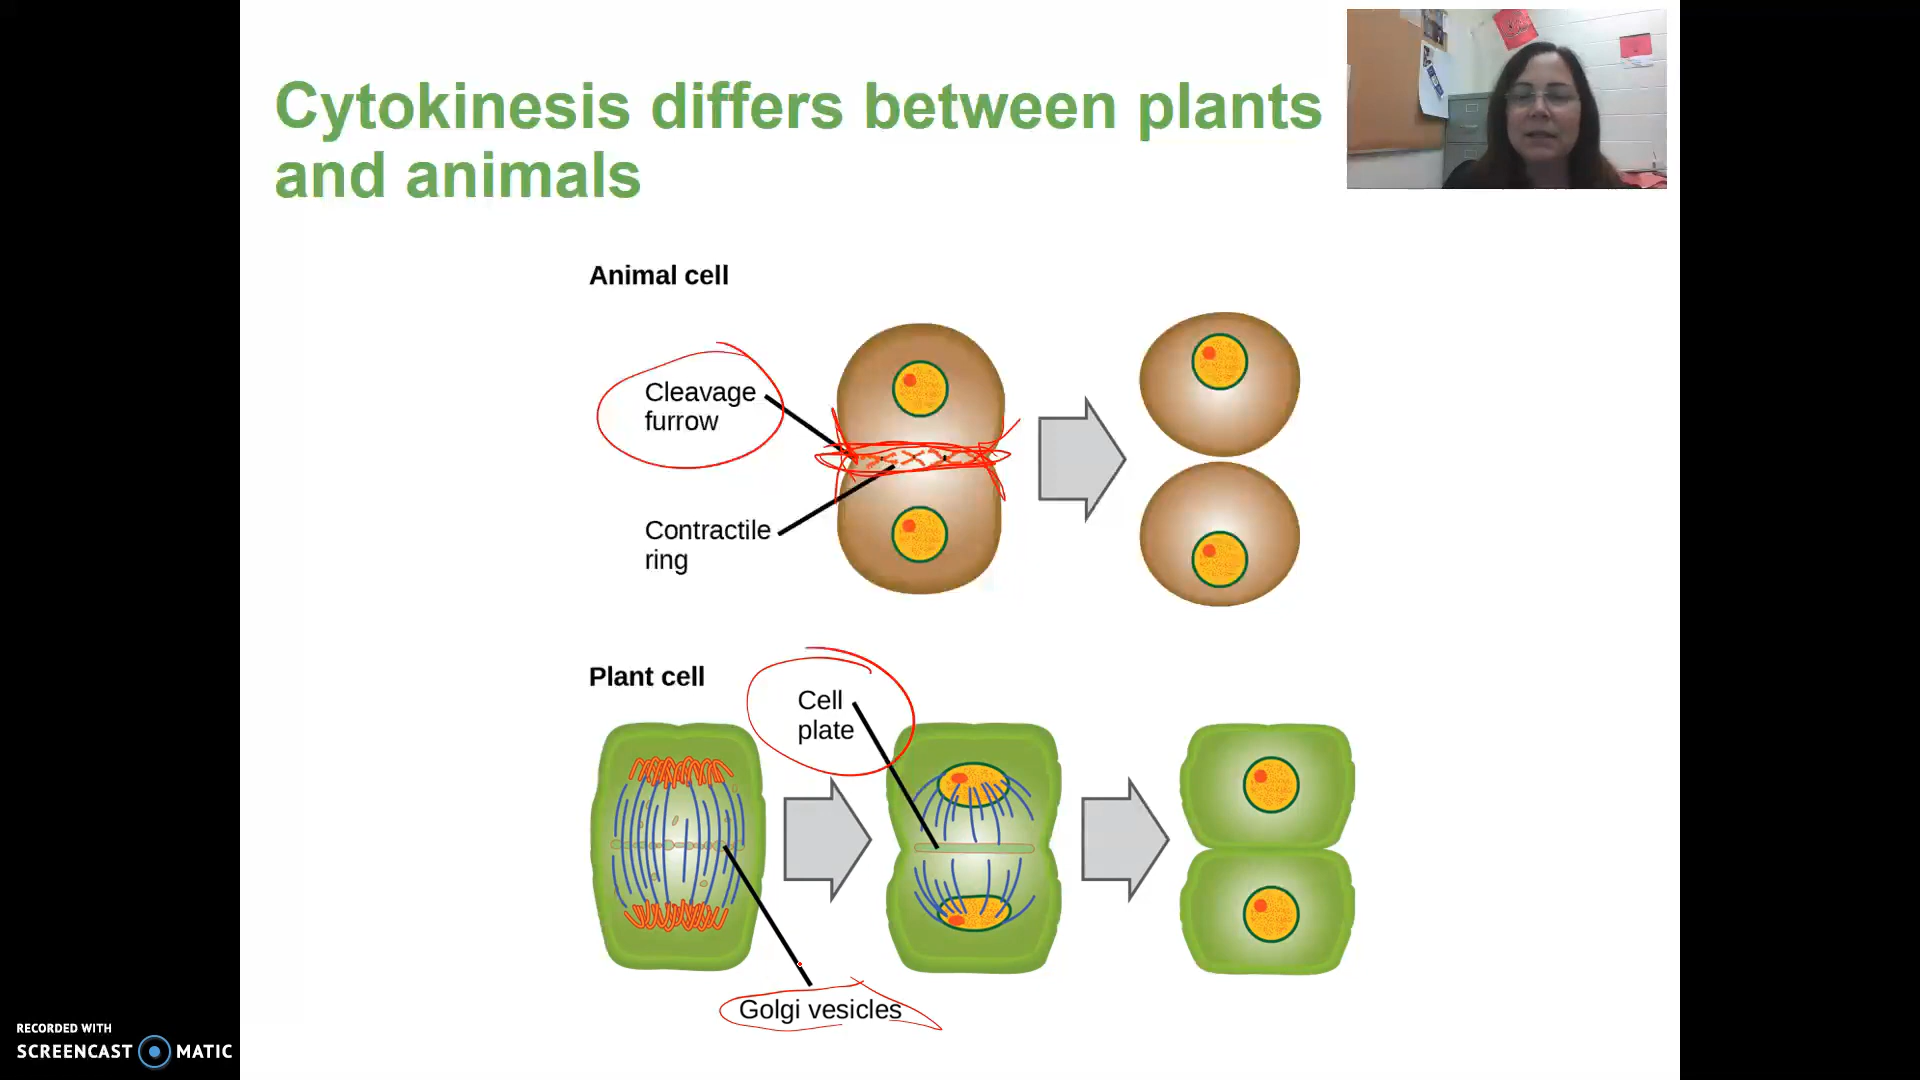 Cytokinesis differs between plants
and animals
Animal cell
Cleavage
furrow
Contractile
ring
Plant cell
Cell
plate
Golgi vesicles
RECORDED WITH
SCREENCAST MATIC